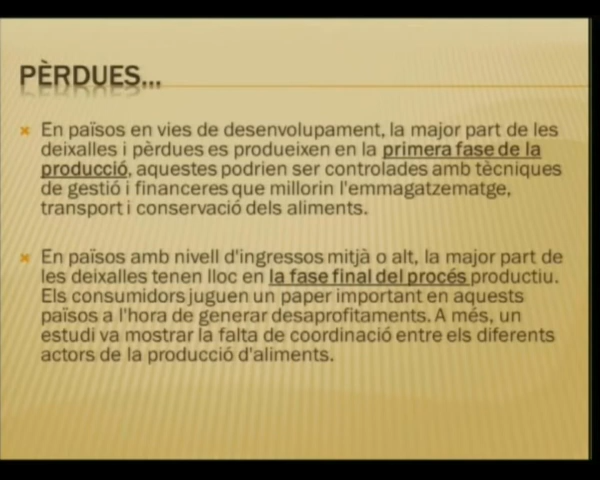 PÈRDUES...
En països en vies de desenvolupament, la major part de les
deixalles i pèrdues es produeixen en la primera fase de la
producció, aquestes podrien ser controlades amb tècniques
de gestió i financeres que millorin l'emmagatzematge,
transport i conservació dels aliments.
En països amb nivell d'ingressos mitjà o alt, la major part de
les deixalles tenen lloc en la fase final del procés productiu.
Els consumidors juguen un paper important en aquests
països a l'hora de generar desaprofitaments. A més, un
estudi va mostrar la falta de coordinació entre els diferents
actors de la producció d'aliments.